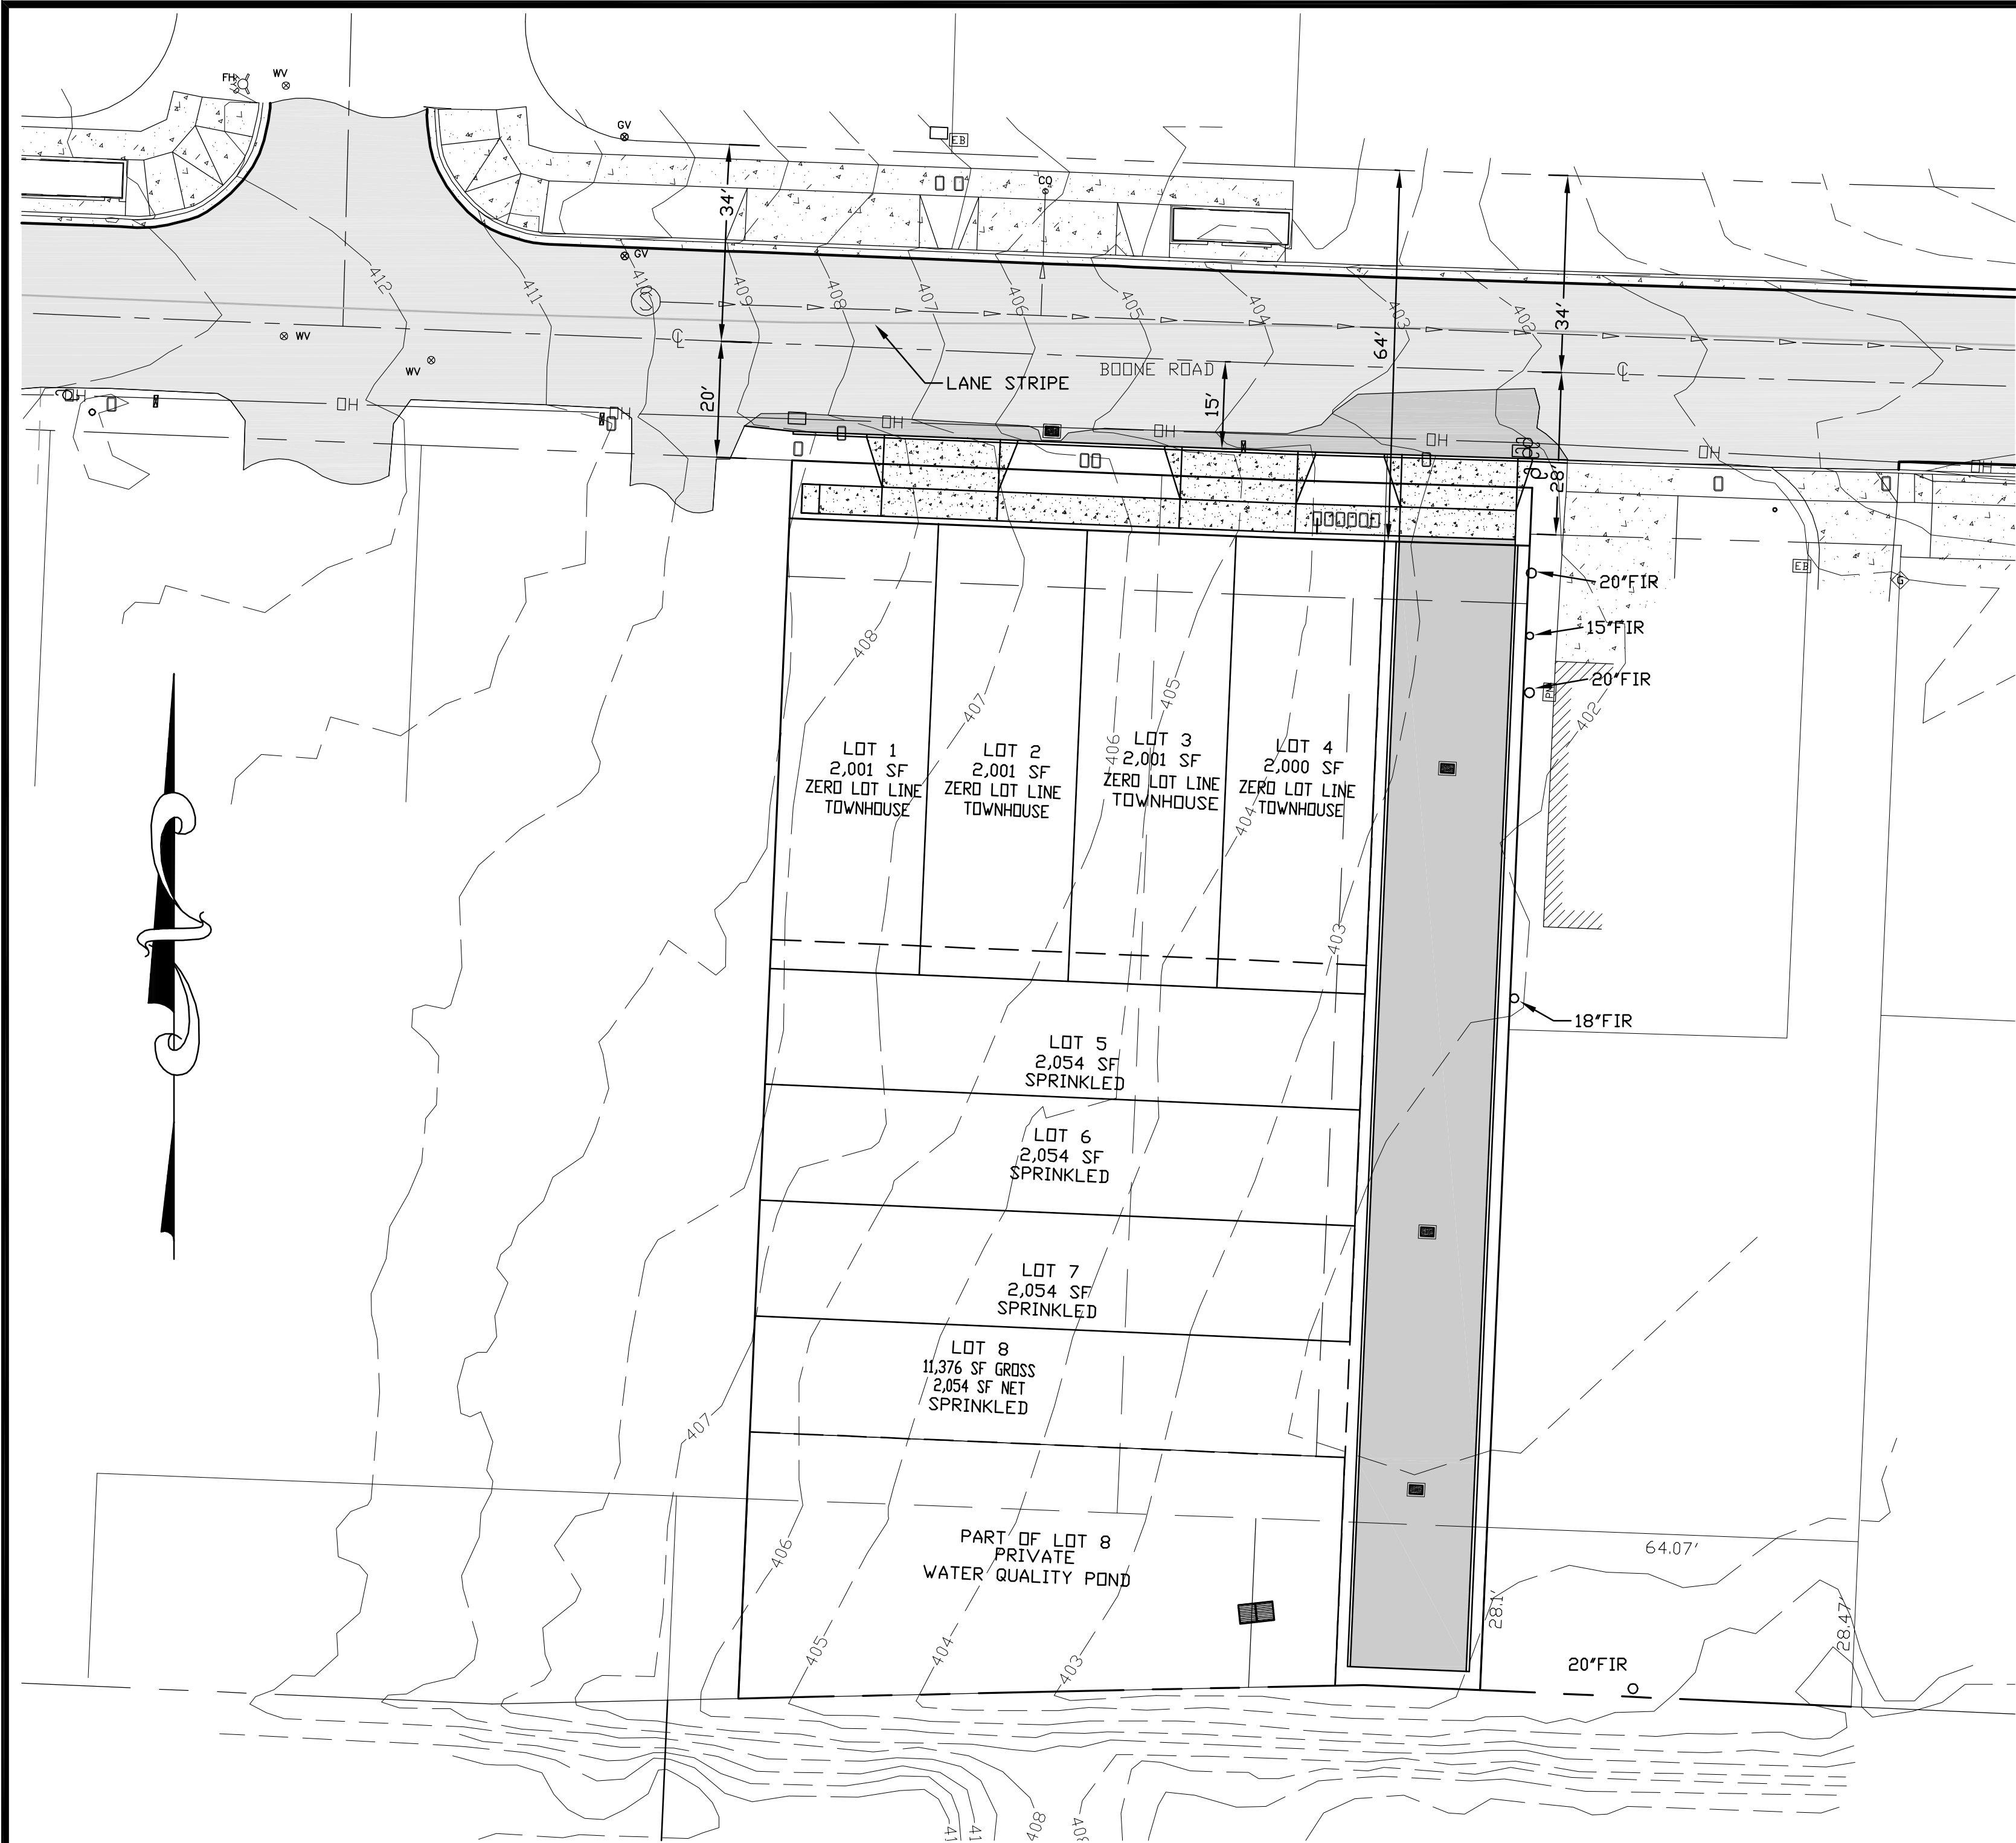 FH
WV
GV
EB
CO
34'
34'
GV
412
411
410
409
408
407
406
405
404
403
402
S
WV
WV
LANE STRIPE
BOONE ROAD
64'
20'
15'
OH
OH
OH
OH
OH
OH
OH
OH
28'
EB
G
20"FIR
15"FIR
20"FIR
PM
402
408
407
406
405
404
403
LOT 1
2,001 SF
ZERO LOT LINE
TOWNHOUSE
LOT 2
2,001 SF
ZERO LOT LINE
TOWNHOUSE
LOT 3
2,001 SF
ZERO LOT LINE
TOWNHOUSE
LOT 4
2,000 SF
ZERO LOT LINE
TOWNHOUSE
18"FIR
LOT 5
2,054 SF
SPRINKLED
LOT 6
2,054 SF
SPRINKLED
LOT 7
2,054 SF
SPRINKLED
LOT 8
11,376 SF GROSS
2,054 SF NET
SPRINKLED
407
406
405
404
403
PART OF LOT 8
PRIVATE
WATER QUALITY POND
64.07'
28.1'
28.47'
20"FIR
408